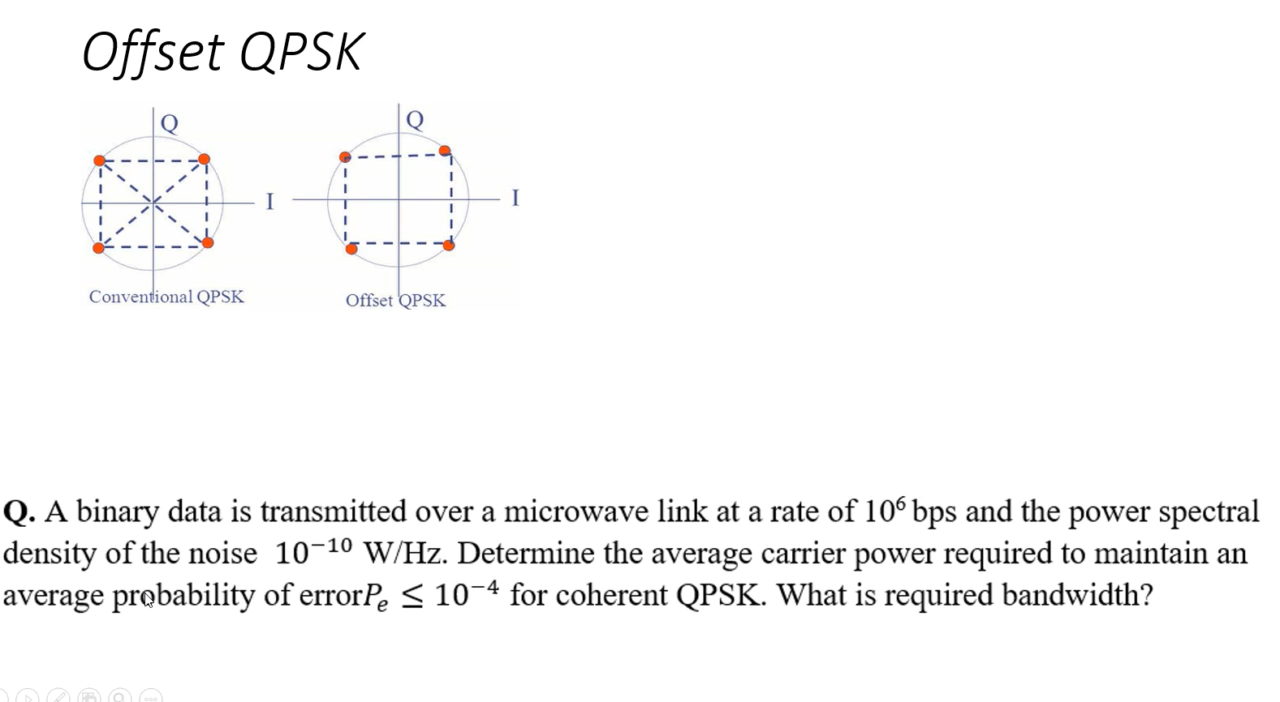 Offset QPSK
Q
Q
I
I
Conventional QPSK
Offset QPSK
Q. A binary data is transmitted over a microwave link at a rate of 10⁶ bps and the power spectral
density of the noise 10⁻¹⁰ W/Hz. Determine the average carrier power required to maintain an
average probability of errorPₑ ≤ 10⁻⁴ for coherent QPSK. What is required bandwidth?